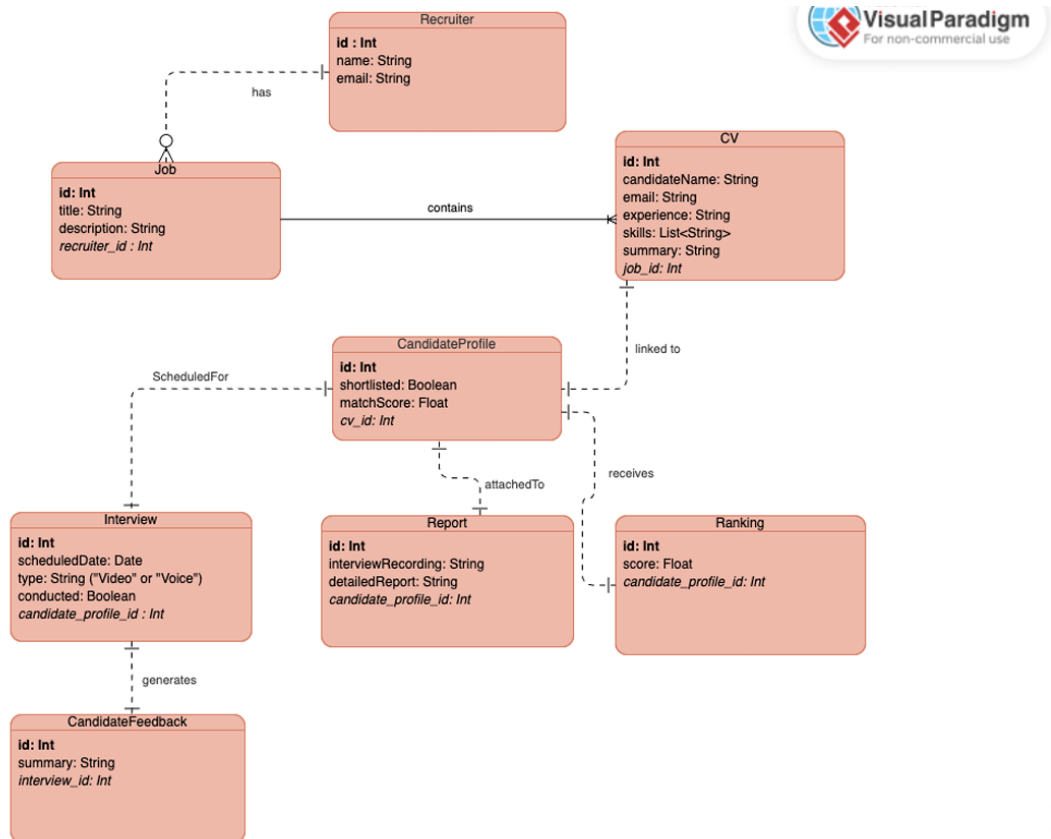 Recruiter
id : Int
name: String
email: String
Visual Paradigm
For non-commercial use
has
Job
id: Int
title: String
description: String
recruiter_id : Int
contains
CV
id: Int
candidateName: String
email: String
experience: String
skills: List<String>
summary: String
job_id: Int
linked to
CandidateProfile
id: Int
shortlisted: Boolean
matchScore: Float
cv_id: Int
ScheduledFor
attachedTo
receives
Interview
id: Int
scheduledDate: Date
type: String ("Video" or "Voice")
conducted: Boolean
candidate_profile_id : Int
Report
id: Int
interviewRecording: String
detailedReport: String
candidate_profile_id: Int
Ranking
id: Int
score: Float
candidate_profile_id: Int
generates
CandidateFeedback
id: Int
summary: String
interview_id: Int